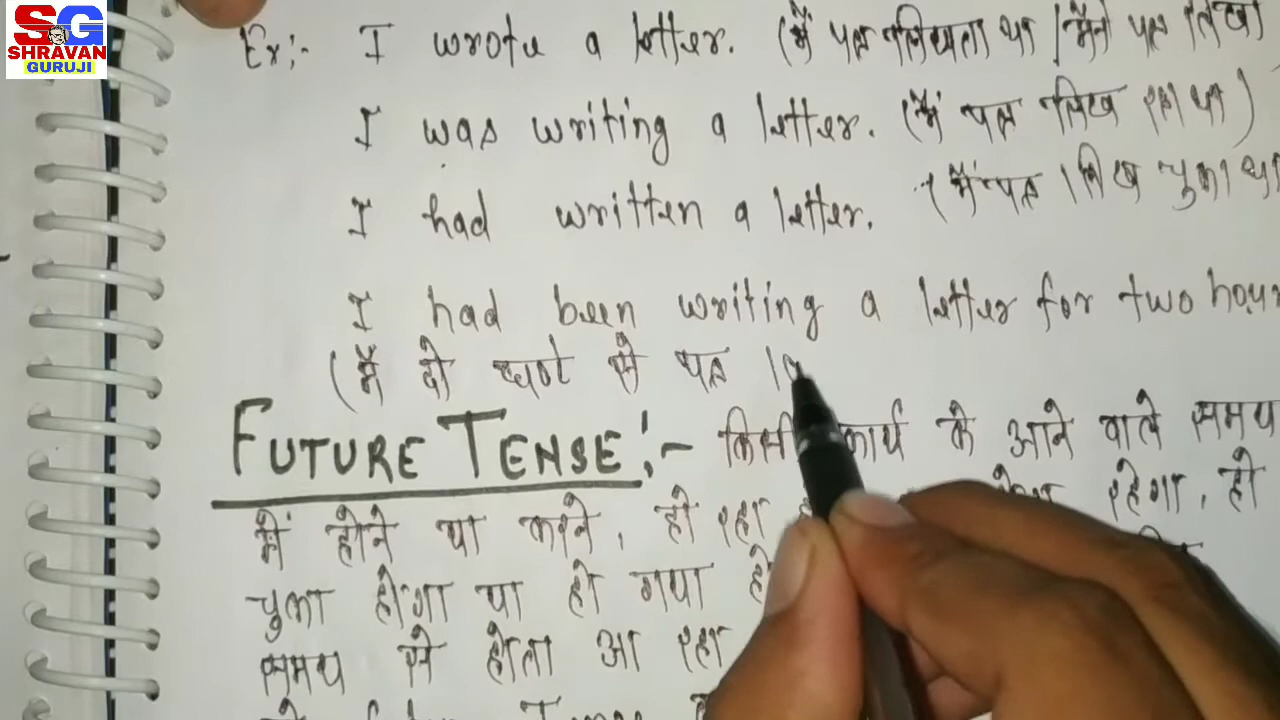 SG
SHRAVAN
GURUJI
Ex:- I wrote a letter. (मैं पत्र लिखता था / मैंने पत्र लिखा
I was writing a letter. (मैं पत्र लिख रहा था)
I had written a letter. (मैं पत्र लिख चुका था
I had been writing a letter for two hour
(मैं दो घण्टे से पत्र लि
FUTURE TENSE:- किसी कार्य के आने वाले समय
में होने या करने, हो रहा रहेगा, हो
चुका होगा या हो गया हो
समय से होता आ रहा